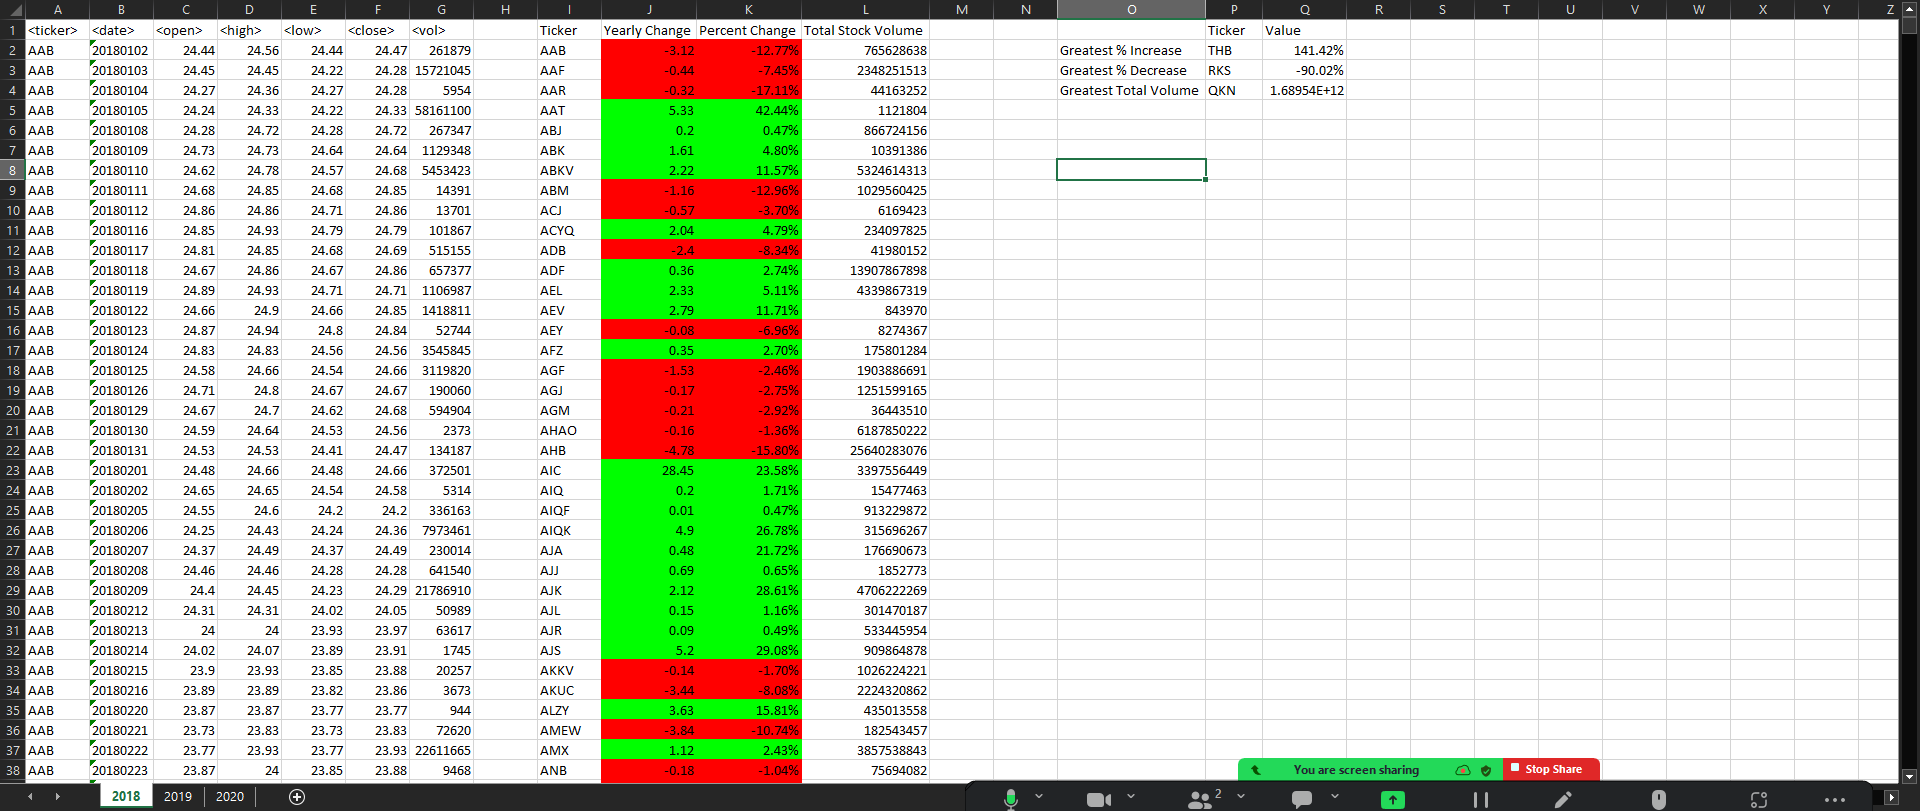 A B C D E F G H I J K L M N O P Q R S T U V W X Y Z
1 <ticker> <date> <open> <high> <low> <close> <vol> Ticker Yearly Change Percent Change Total Stock Volume Ticker Value
2 AAB 20180102 24.44 24.56 24.44 24.47 261879 AAB -3.12 -12.77% 765628638 Greatest % Increase THB 141.42%
3 AAB 20180103 24.45 24.45 24.22 24.28 15721045 AAF -0.44 -7.45% 2348251513 Greatest % Decrease RKS -90.02%
4 AAB 20180104 24.27 24.36 24.27 24.28 5954 AAR -0.32 -17.11% 44163252 Greatest Total Volume QKN 1.68954E+12
5 AAB 20180105 24.24 24.33 24.22 24.33 58161100 AAT 5.33 42.44% 1121804
6 AAB 20180108 24.28 24.72 24.28 24.72 267347 ABJ 0.2 0.47% 866724156
7 AAB 20180109 24.73 24.73 24.64 24.64 1129348 ABK 1.61 4.80% 10391386
8 AAB 20180110 24.62 24.78 24.57 24.68 5453423 ABKV 2.22 11.57% 5324614313
9 AAB 20180111 24.68 24.85 24.68 24.85 14391 ABM -1.16 -12.96% 1029560425
10 AAB 20180112 24.86 24.86 24.71 24.86 13701 ACJ -0.57 -3.70% 6169423
11 AAB 20180116 24.85 24.93 24.79 24.79 101867 ACYQ 2.04 4.79% 234097825
12 AAB 20180117 24.81 24.85 24.68 24.69 515155 ADB -2.4 -8.34% 41980152
13 AAB 20180118 24.67 24.86 24.67 24.86 657377 ADF 0.36 2.74% 13907867898
14 AAB 20180119 24.89 24.93 24.71 24.71 1106987 AEL 2.33 5.11% 4339867319
15 AAB 20180122 24.66 24.9 24.66 24.85 1418811 AEV 2.79 11.71% 843970
16 AAB 20180123 24.87 24.94 24.8 24.84 52744 AEY -0.08 -6.96% 8274367
17 AAB 20180124 24.83 24.83 24.56 24.56 3545845 AFZ 0.35 2.70% 175801284
18 AAB 20180125 24.58 24.66 24.54 24.66 3119820 AGF -1.53 -2.46% 1903886691
19 AAB 20180126 24.71 24.8 24.67 24.67 190060 AGJ -0.17 -2.75% 1251599165
20 AAB 20180129 24.67 24.7 24.62 24.68 594904 AGM -0.21 -2.92% 36443510
21 AAB 20180130 24.59 24.64 24.53 24.56 2373 AHAO -0.16 -1.36% 6187850222
22 AAB 20180131 24.53 24.53 24.41 24.47 134187 AHB -4.78 -15.80% 25640283076
23 AAB 20180201 24.48 24.66 24.48 24.66 372501 AIC 28.45 23.58% 3397556449
24 AAB 20180202 24.65 24.65 24.54 24.58 5314 AIQ 0.2 1.71% 15477463
25 AAB 20180205 24.55 24.6 24.2 24.2 336163 AIQF 0.01 0.47% 913229872
26 AAB 20180206 24.25 24.43 24.24 24.36 7973461 AIQK 4.9 26.78% 315696267
27 AAB 20180207 24.37 24.49 24.37 24.49 230014 AJA 0.48 21.72% 176690673
28 AAB 20180208 24.46 24.46 24.28 24.28 641540 AJJ 0.69 0.65% 1852773
29 AAB 20180209 24.4 24.45 24.23 24.29 21786910 AJK 2.12 28.61% 4706222269
30 AAB 20180212 24.31 24.31 24.02 24.05 50989 AJL 0.15 1.16% 301470187
31 AAB 20180213 24 24 23.93 23.97 63617 AJR 0.09 0.49% 533445954
32 AAB 20180214 24.02 24.07 23.89 23.91 1745 AJS 5.2 29.08% 909864878
33 AAB 20180215 23.9 23.93 23.85 23.88 20257 AKKV -0.14 -1.70% 1026224221
34 AAB 20180216 23.89 23.89 23.82 23.86 3673 AKUC -3.44 -8.08% 2224320862
35 AAB 20180220 23.87 23.87 23.77 23.77 944 ALZY 3.63 15.81% 435013558
36 AAB 20180221 23.73 23.83 23.73 23.83 72620 AMEW -3.84 -10.74% 182543457
37 AAB 20180222 23.77 23.93 23.77 23.93 22611665 AMX 1.12 2.43% 3857538843
38 AAB 20180223 23.87 24 23.85 23.88 9468 ANB -0.18 -1.04% 75694082
You are screen sharing Stop Share
2018 2019 2020
2